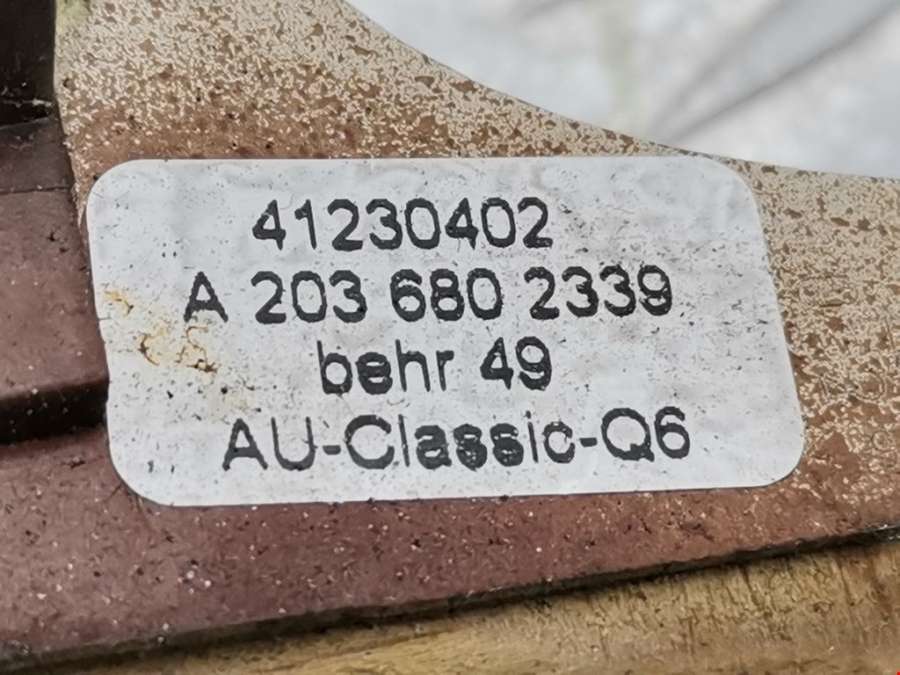 41230402
A 203 680 2339
behr 49
AU-Classic-Q6